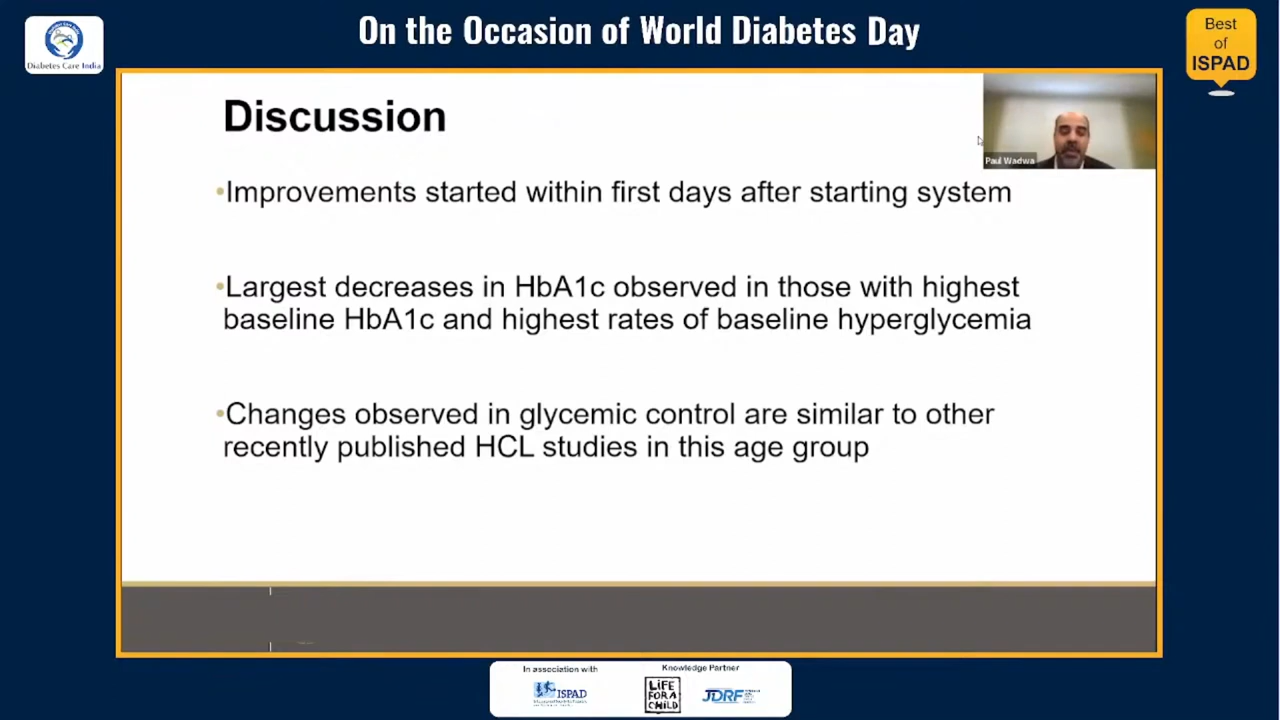 On the Occasion of World Diabetes Day
Best
of
ISPAD
Diabetes Care India
Discussion
Paul Wadwa
•Improvements started within first days after starting system
•Largest decreases in HbA1c observed in those with highest
baseline HbA1c and highest rates of baseline hyperglycemia
•Changes observed in glycemic control are similar to other
recently published HCL studies in this age group
In association with
ISPAD
Knowledge Partner
LiFE
FOR A
CHiLD
JDRF